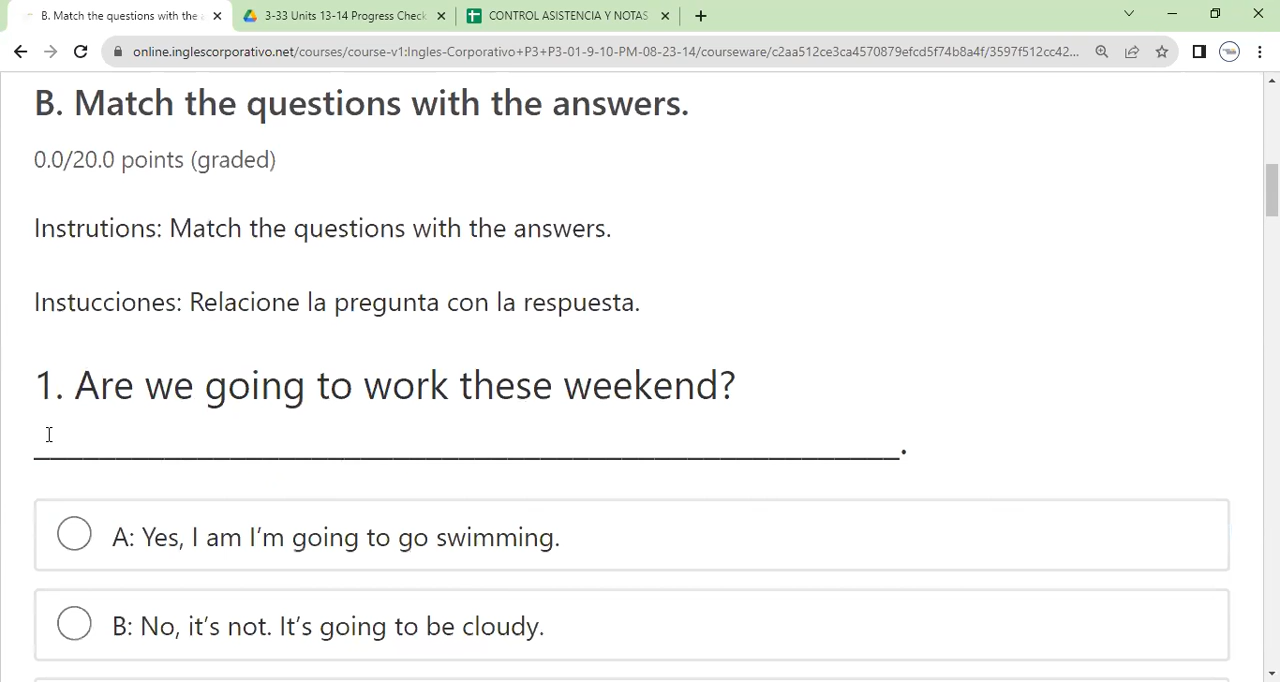 B. Match the questions with the
3-33 Units 13-14 Progress Check
CONTROL ASISTENCIA Y NOTAS
online.inglescorporativo.net/courses/course-v1:Ingles-Corporativo+P3+P3-01-9-10-PM-08-23-14/courseware/c2aa512ce3ca4570879efcd5f74b8a4f/3597f512cc42...
B. Match the questions with the answers.
0.0/20.0 points (graded)
Instrutions: Match the questions with the answers.
Instucciones: Relacione la pregunta con la respuesta.
1. Are we going to work these weekend?
______________________________________________.
A: Yes, I am I’m going to go swimming.
B: No, it’s not. It’s going to be cloudy.